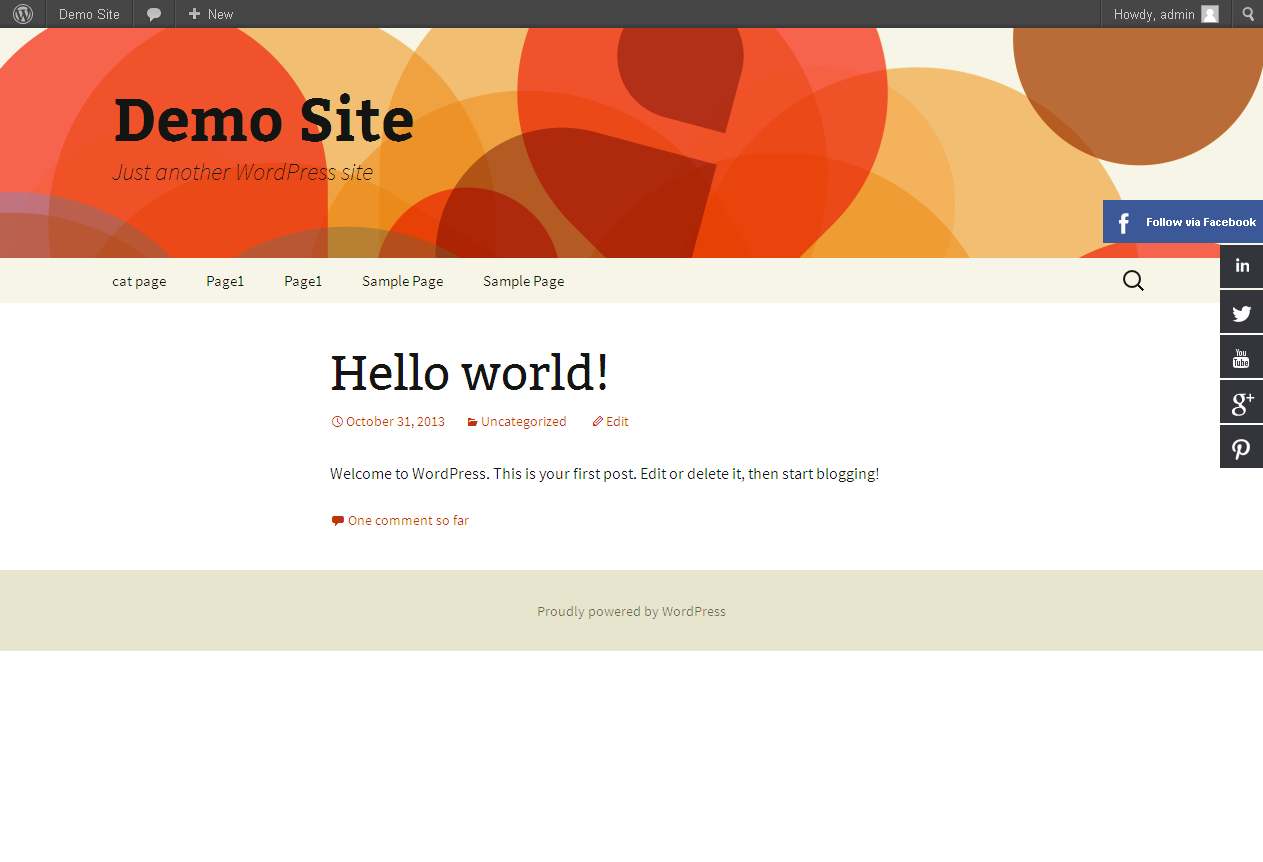 Demo Site New Howdy, admin
Demo Site
Just another WordPress site
Follow via Facebook
cat page Page1 Page1 Sample Page Sample Page
in
You
Tube
g+
Hello world!
October 31, 2013 Uncategorized Edit
Welcome to WordPress. This is your first post. Edit or delete it, then start blogging!
One comment so far
Proudly powered by WordPress